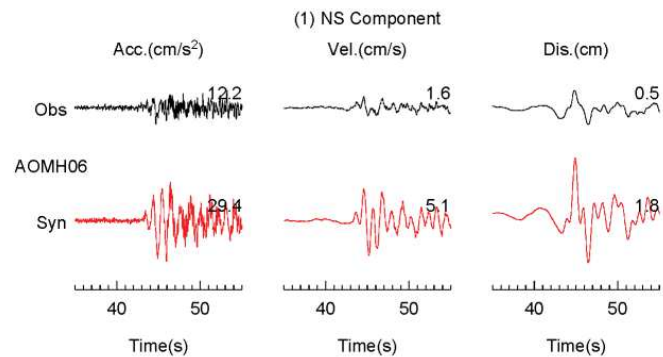 (1) NS Component
Acc.(cm/s²) Vel.(cm/s) Dis.(cm)
Obs 12.2 1.6 0.5
AOMH06
Syn 29.4 5.1 1.8
40 50 40 50 40 50
Time(s) Time(s) Time(s)